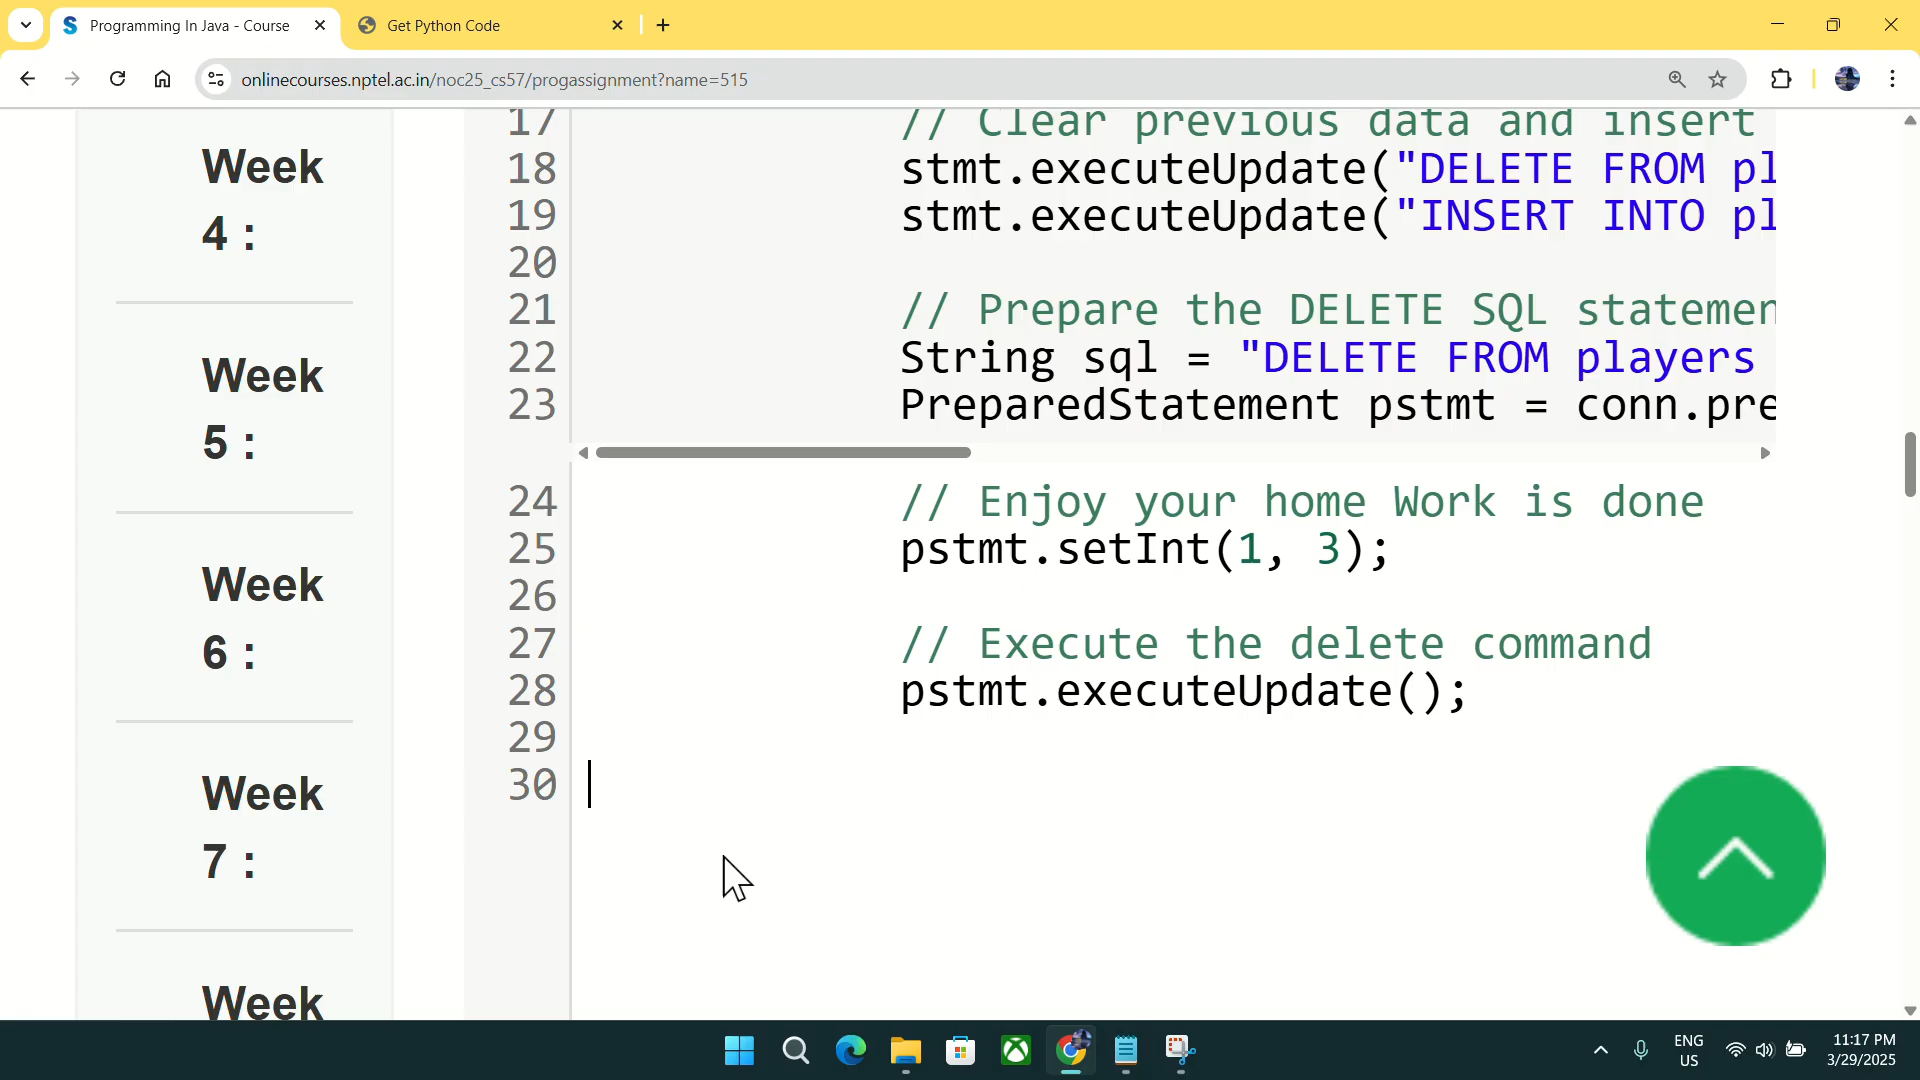 Programming In Java - Course
Get Python Code
onlinecourses.nptel.ac.in/noc25_cs57/progassignment?name=515
Week
4 :
Week
5 :
Week
6 :
Week
7 :
Week
17 // Clear previous data and insert
18 stmt.executeUpdate("DELETE FROM pl
19 stmt.executeUpdate("INSERT INTO pl
20
21 // Prepare the DELETE SQL statemen
22 String sql = "DELETE FROM players
23 PreparedStatement pstmt = conn.pre
24 // Enjoy your home Work is done
25 pstmt.setInt(1, 3);
26
27 // Execute the delete command
28 pstmt.executeUpdate();
29
30
ENG
US
11:17 PM
3/29/2025